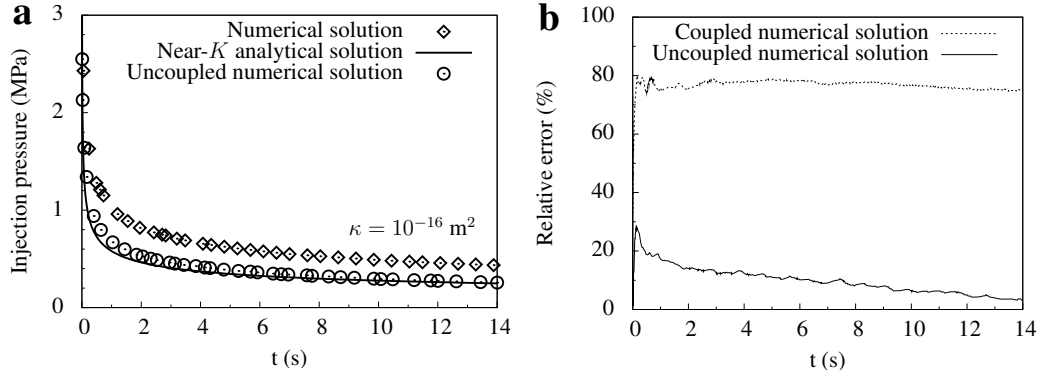 a
Injection pressure (MPa)
3
2
1
0
Numerical solution
Near-K analytical solution
Uncoupled numerical solution
κ = 10⁻¹⁶ m²
0 2 4 6 8 10 12 14
t (s)
b
Relative error (%)
100
80
60
40
20
0
Coupled numerical solution
Uncoupled numerical solution
0 2 4 6 8 10 12 14
t (s)